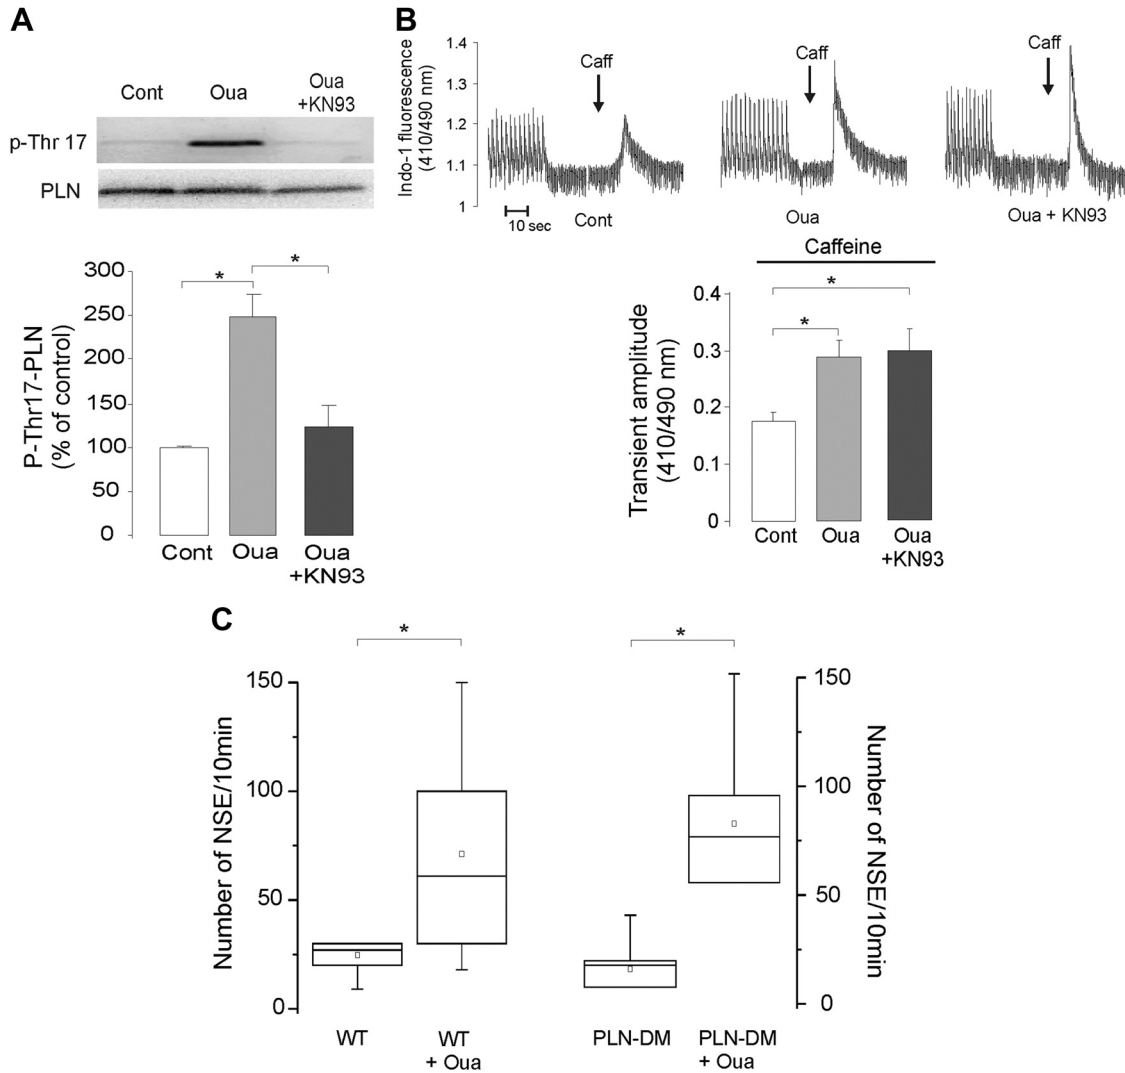 A
Cont
Oua
Oua
+KN93
p-Thr 17
PLN
P-Thr17-PLN
(% of control)
300
250
200
150
100
50
0
*
*
Cont
Oua
Oua
+KN93
B
Indo-1 fluorescence
(410/490 nm)
1.4
1.3
1.2
1.1
1.1
1
Caff
Caff
Caff
10 sec
Cont
Oua
Oua + KN93
Caffeine
Transient amplitude
(410/490 nm)
0.4
0.3
0.2
0.1
0
*
*
Cont
Oua
Oua
+KN93
C
Number of NSE/10min
150
100
50
0
*
*
WT
WT
+ Oua
PLN-DM
PLN-DM
+ Oua
150
100
50
0
Number of NSE/10min